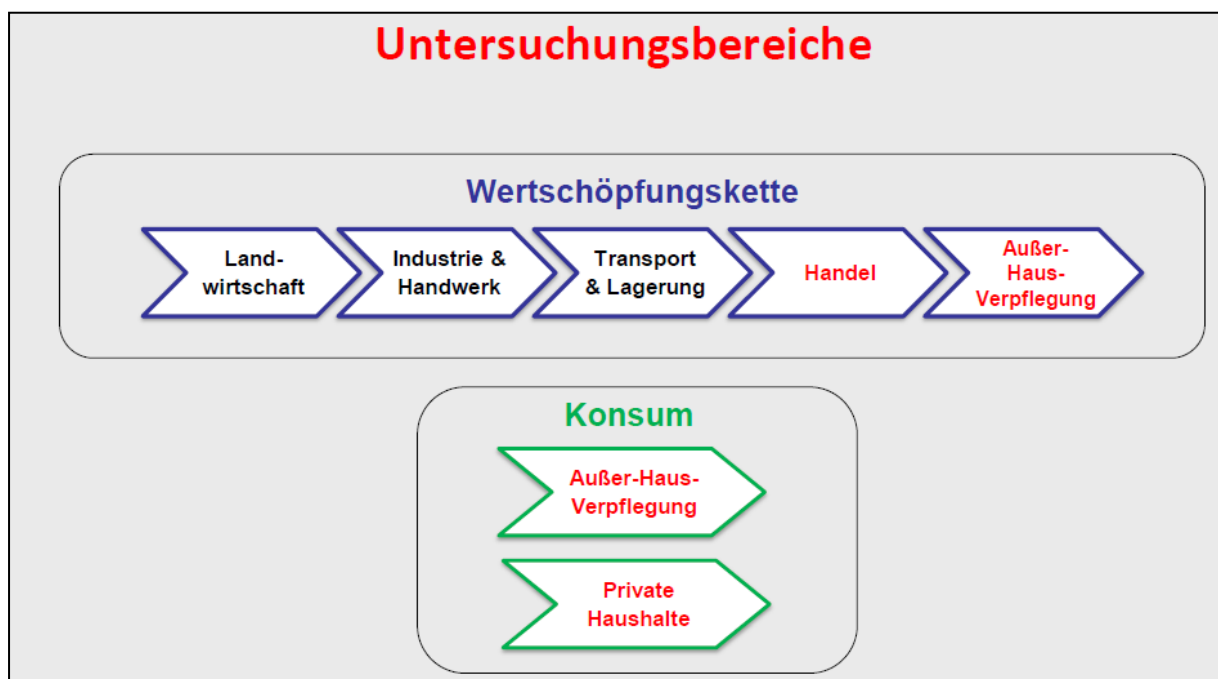 Untersuchungsbereiche
Wertschöpfungskette
Land-
wirtschaft
Industrie &
Handwerk
Transport
& Lagerung
Handel
Außer-
Haus-
Verpflegung
Konsum
Außer-Haus-
Verpflegung
Private
Haushalte